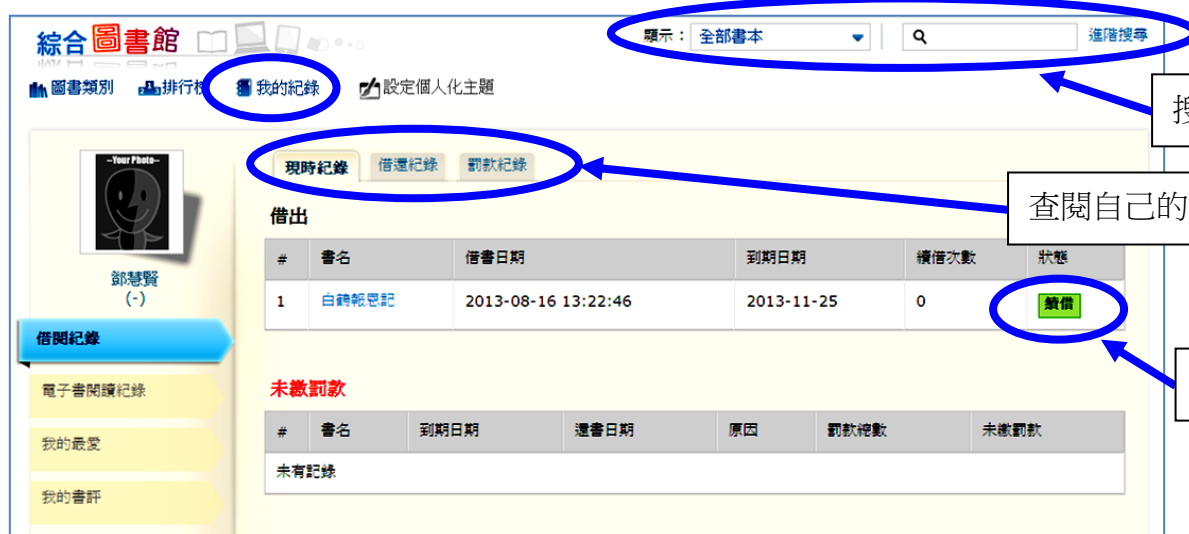 綜合圖書館
顯示： 全部書本
進階搜尋
圖書類別 排行 我的紀錄 設定個人化主題
--Your Photo--
鄧慧賢
(-)
借閱紀錄
電子書閱讀紀錄
我的最愛
我的書評
現時紀錄 借還紀錄 罰款紀錄
查閱自己的
借出
# 書名 借書日期 到期日期 續借次數 狀態
1 白鶴報恩記 2013-08-16 13:22:46 2013-11-25 0 續借
未繳罰款
# 書名 到期日期 還書日期 原因 罰款總數 未繳罰款
未有記錄